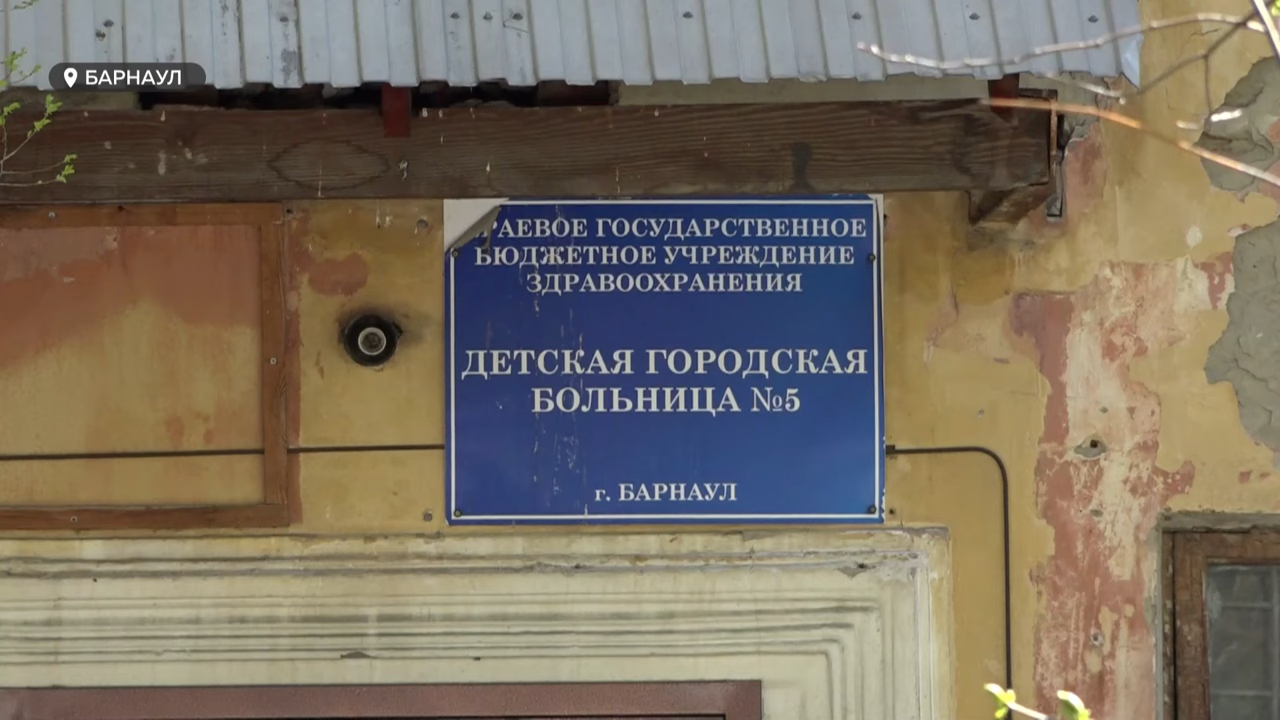 БАРНАУЛ
РАЕВОЕ ГОСУДАРСТВЕННОЕ
БЮДЖЕТНОЕ УЧРЕЖДЕНИЕ
ЗДРАВООХРАНЕНИЯ
ДЕТСКАЯ ГОРОДСКАЯ
БОЛЬНИЦА №5
г. БАРНАУЛ